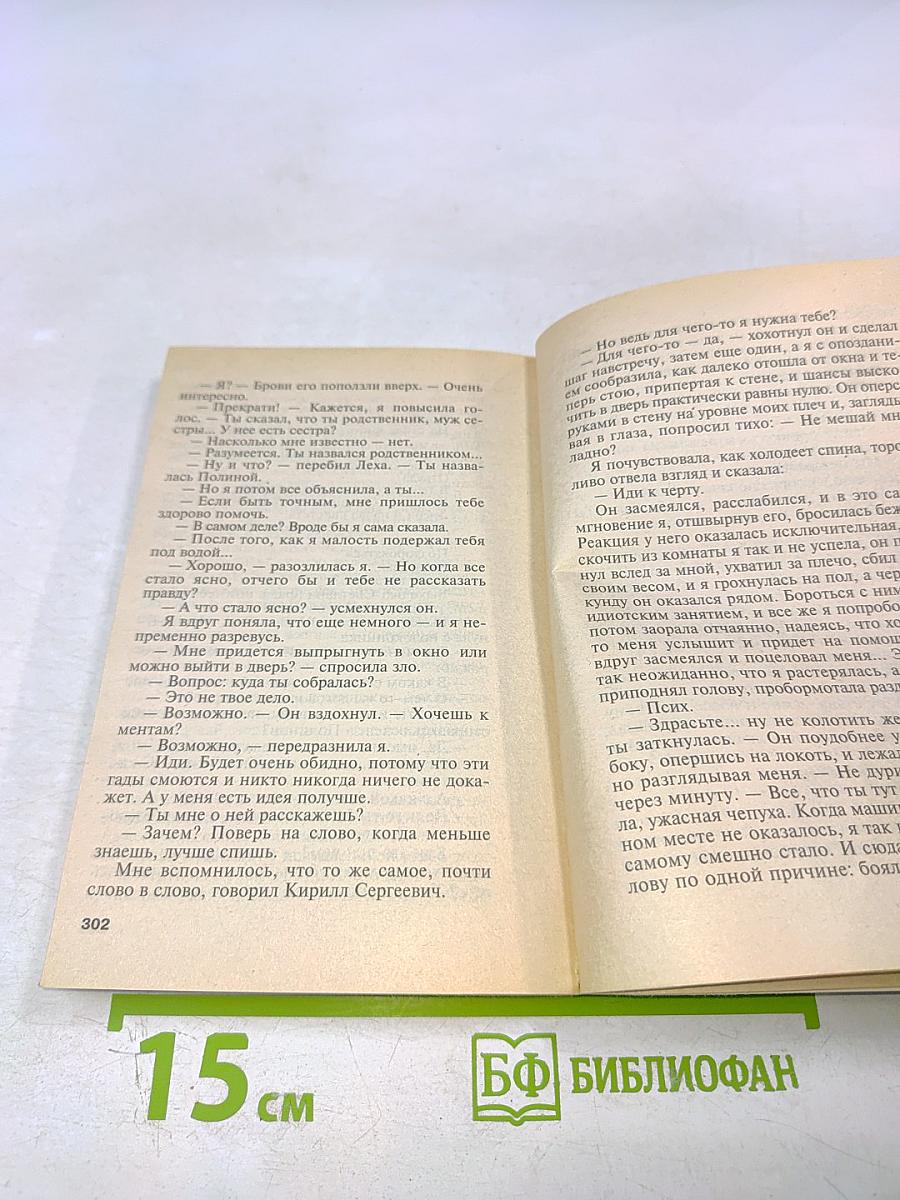 — Я? — Брови его поползли вверх. — Очень
интересно.
— Прекрати! — Кажется, я повысила го-
лос. — Ты сказал, что ты родственник, муж се-
стры... У нее есть сестра?
— Насколько мне известно — нет.
— Разумеется. Ты назвался родственником...
— Ну и что? — перебил Леха. — Ты назва-
лась Полиной.
— Но я потом все объяснила, а ты...
— Если быть точным, мне пришлось тебе
здорово помочь.
— В самом деле? Вроде бы я сама сказала.
— После того, как я малость подержал тебя
под водой...
— Хорошо, — разозлилась я. — Но когда все
стало ясно, отчего бы и тебе не рассказать
правду?
— А что стало ясно? — усмехнулся он.
Я вдруг поняла, что еще немного — и я не-
пременно разревусь.
— Мне придется выпрыгнуть в окно или
можно выйти в дверь? — спросила зло.
— Вопрос: куда ты собралась?
— Это не твое дело.
— Возможно. — Он вздохнул. — Хочешь к
ментам?
— Возможно, — передразнила я.
— Иди. Будет очень обидно, потому что эти
гады смоются и никто никогда ничего не дока-
жет. А у меня есть идея получше.
— Ты мне о ней расскажешь?
— Зачем? Поверь на слово, когда меньше
знаешь, лучше спишь.
Мне вспомнилось, что то же самое, почти
слово в слово, говорил Кирилл Сергеевич.
302
— Но ведь для чего-то я нужна тебе?
— Для чего-то — да, — хохотнул он и сделал
шаг навстречу, затем еще один, а я с опоздани-
ем сообразила, как далеко отошла от окна и те-
перь стою, припертая к стене, и шансы выско
чить в дверь практически равны нулю. Он оперс
руками в стену на уровне моих плеч и, загляды
вая в глаза, попросил тихо: — Не мешай мн
ладно?
Я почувствовала, как холодеет спина, торо
ливо отвела взгляд и сказала:
— Иди к черту.
Он засмеялся, расслабился, и в это са
мгновение я, отшвырнув его, бросилась беж
Реакция у него оказалась исключительная,
скочить из комнаты я так и не успела, он п
нул вслед за мной, ухватил за плечо, сбил
своим весом, и я грохнулась на пол, а чер
кунду он оказался рядом. Бороться с ним
идиотским занятием, и все же я попробо
потом заорала отчаянно, надеясь, что хо
то меня услышит и придет на помощ
вдруг засмеялся и поцеловал меня... Э
так неожиданно, что я растерялась, а
приподнял голову, пробормотала разд
— Псих.
— Здрасьте... ну не колотить же
ты заткнулась. — Он поудобнее у
боку, опершись на локоть, и лежал
но разглядывая меня. — Не дури
через минуту. — Все, что ты тут
ла, ужасная чепуха. Когда маши
ном месте не оказалось, я так и
самому смешно стало. И сюда
лову по одной причине: боял
15 см
БФ БИБЛИОФАН